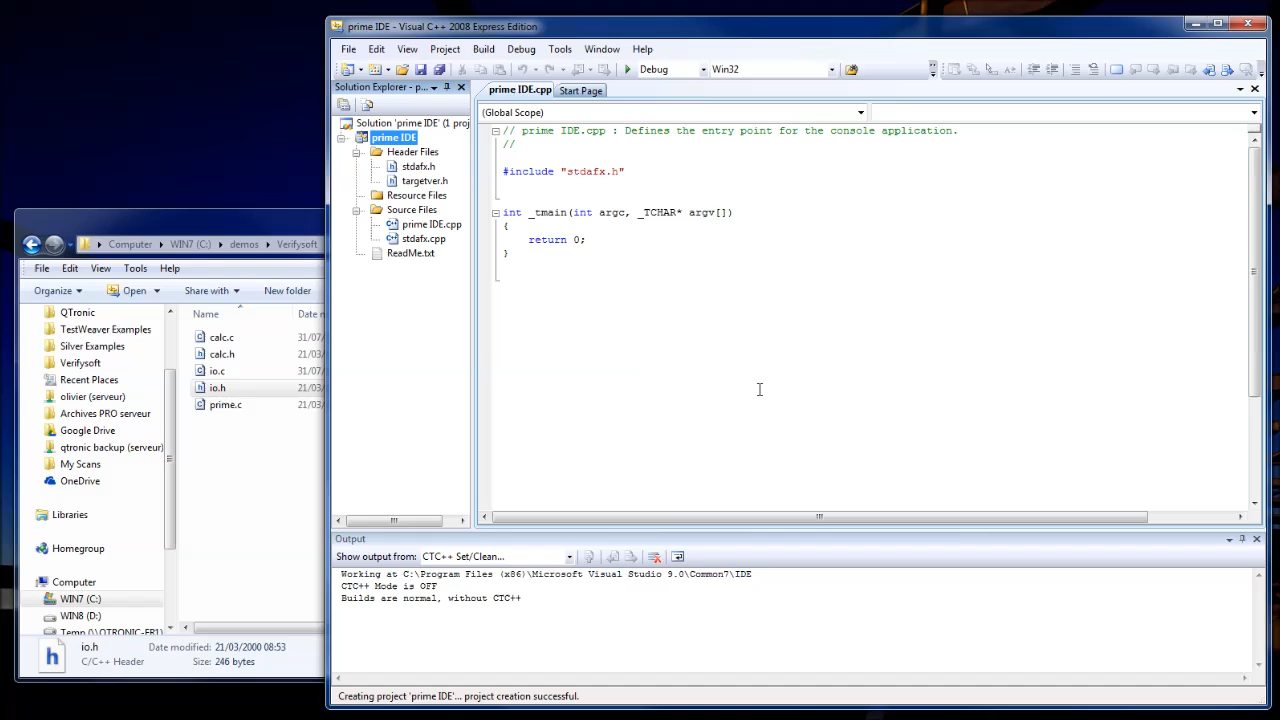 prime IDE - Visual C++ 2008 Express Edition
File Edit View Project Build Debug Tools Window Help
Debug Win32
Solution Explorer - p...
prime IDE.cpp Start Page
(Global Scope)
Solution 'prime IDE' (1 proj
prime IDE
Header Files
stdafx.h
targetver.h
Resource Files
Source Files
prime IDE.cpp
stdafx.cpp
ReadMe.txt
// prime IDE.cpp : Defines the entry point for the console application.
//
#include "stdafx.h"
int _tmain(int argc, _TCHAR* argv[])
{
return 0;
}
Computer WIN7 (C:) demos Verifysoft
File Edit View Tools Help
Organize Open Share with New folder
QTronic
TestWeaver Examples
Silver Examples
Verifysoft
Recent Places
olivier (serveur)
Archives PRO serveur
Google Drive
qtronic backup (serveur)
My Scans
OneDrive
Libraries
Homegroup
Computer
WIN7 (C:)
WIN8 (D:)
Temp (\\QTRONIC-FR1)
Name Date n
calc.c 31/07
calc.h 21/03
io.c 31/07
io.h 21/03
prime.c 21/03
io.h Date modified: 21/03/2000 08:53
C/C++ Header Size: 246 bytes
Output
Show output from: CTC++ Set/Clean...
Working at C:\Program Files (x86)\Microsoft Visual Studio 9.0\Common7\IDE
CTC++ Mode is OFF
Builds are normal, without CTC++
Creating project 'prime IDE'... project creation successful.